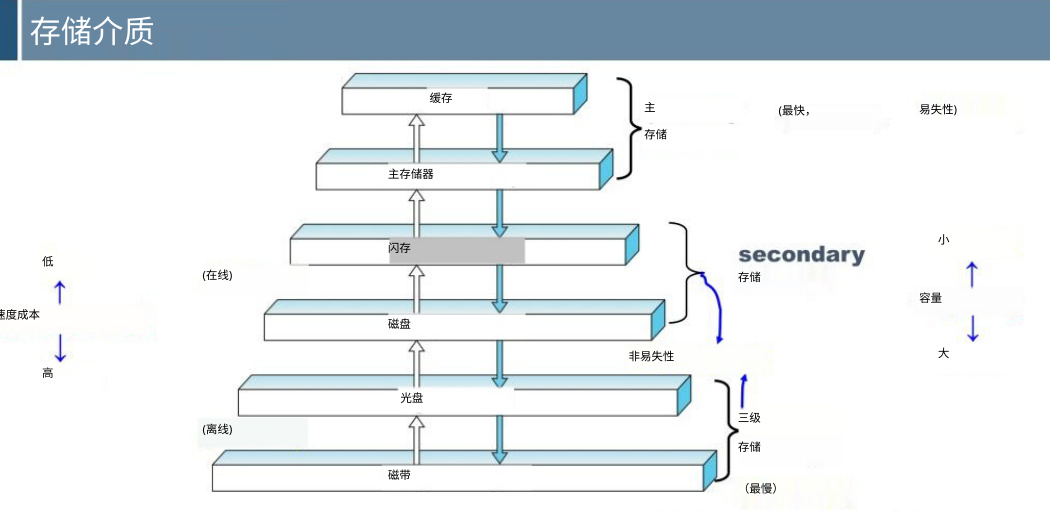 存储介质
缓存
主
存储
(最快，
易失性)
主存储器
闪存
小
低
secondary
(在线)
存储
容量
速度成本
磁盘
大
非易失性
高
光盘
三级
(离线)
存储
磁带
（最慢）